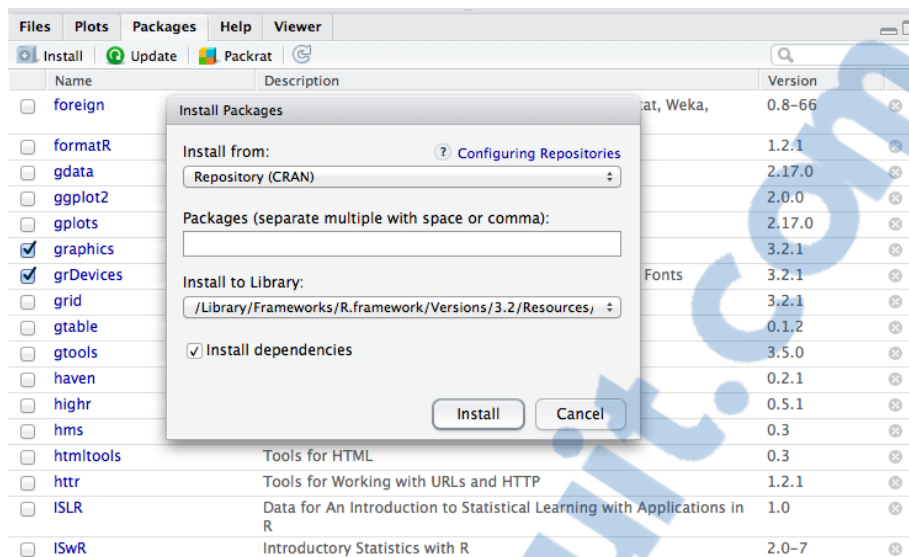 Files Plots Packages Help Viewer
Install Update Packrat
Name Description Version
foreign tat, Weka, 0.8-66
formatR 1.2.1
gdata 2.17.0
ggplot2 2.0.0
gplots 2.17.0
graphics 3.2.1
grDevices Fonts 3.2.1
grid 3.2.1
gtable 0.1.2
gtools 3.5.0
haven 0.2.1
highr 0.5.1
hms 0.3
htmltools Tools for HTML 0.3
httr Tools for Working with URLs and HTTP 1.2.1
ISLR Data for An Introduction to Statistical Learning with Applications in 1.0
R
ISwR Introductory Statistics with R 2.0-7
Install Packages
Install from: ? Configuring Repositories
Repository (CRAN)
Packages (separate multiple with space or comma):
Install to Library:
/Library/Frameworks/R.framework/Versions/3.2/Resources/
Install dependencies
Install Cancel
uit.com